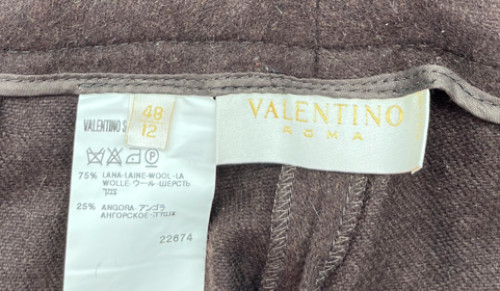 VALENTINO
ROMA
48
12
VALENTINO S
75% LANA-LAINE-WOOL-LA
WOLLE-ウール-ШЕРСТЬ
25% ANGORA-アンゴラ
АНГОРСКОЕ
22674